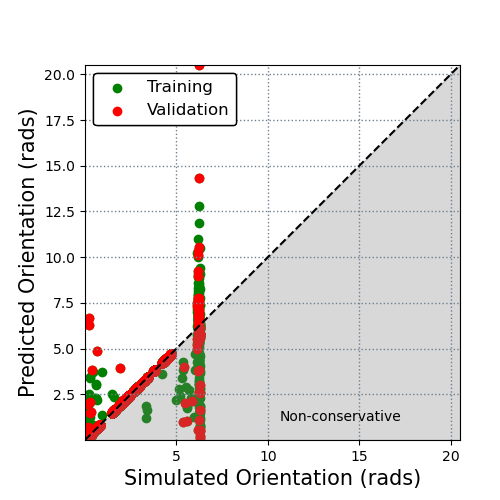 Training
Validation
20.0
17.5
15.0
12.5
10.0
7.5
5.0
2.5
Predicted Orientation (rads)
Non-conservative
5 10 15 20
Simulated Orientation (rads)